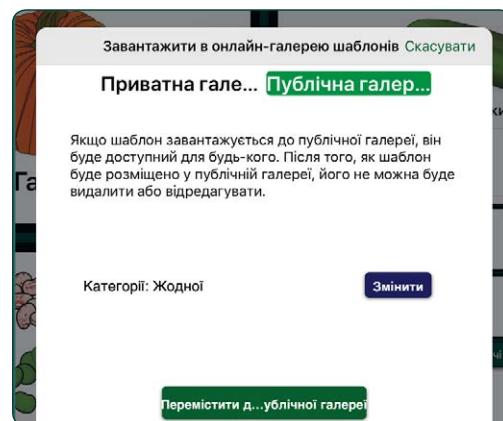 Завантажити в онлайн-галерею шаблонів Скасувати
Приватна гале... Публічна галер...
Якщо шаблон завантажується до публічної галереї, він
буде доступний для будь-кого. Після того, як шаблон
буде розміщено у публічній галереї, його не можна буде
видалити або відредагувати.
Категорії: Жодної
Змінити
Перемістити д...ублічної галереї